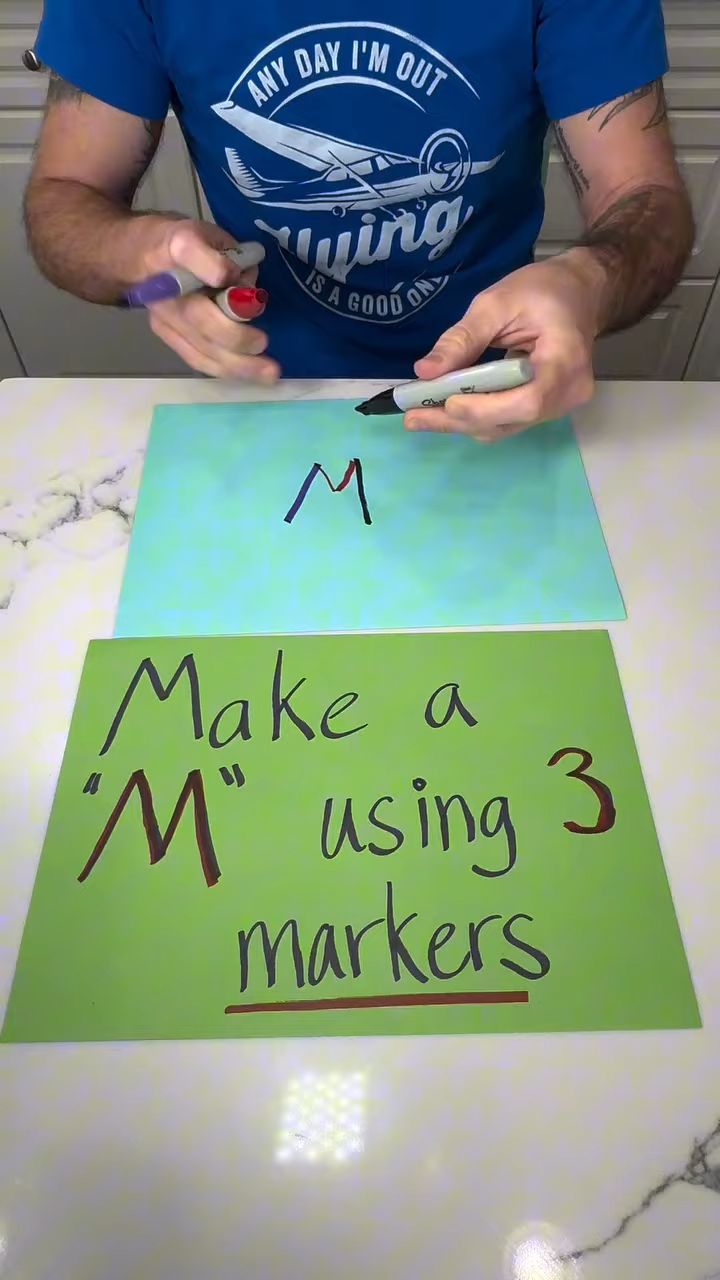 ANY DAY I'M OUT
Flying
IS A GOOD ONE
M
Make a
"M" using 3
markers